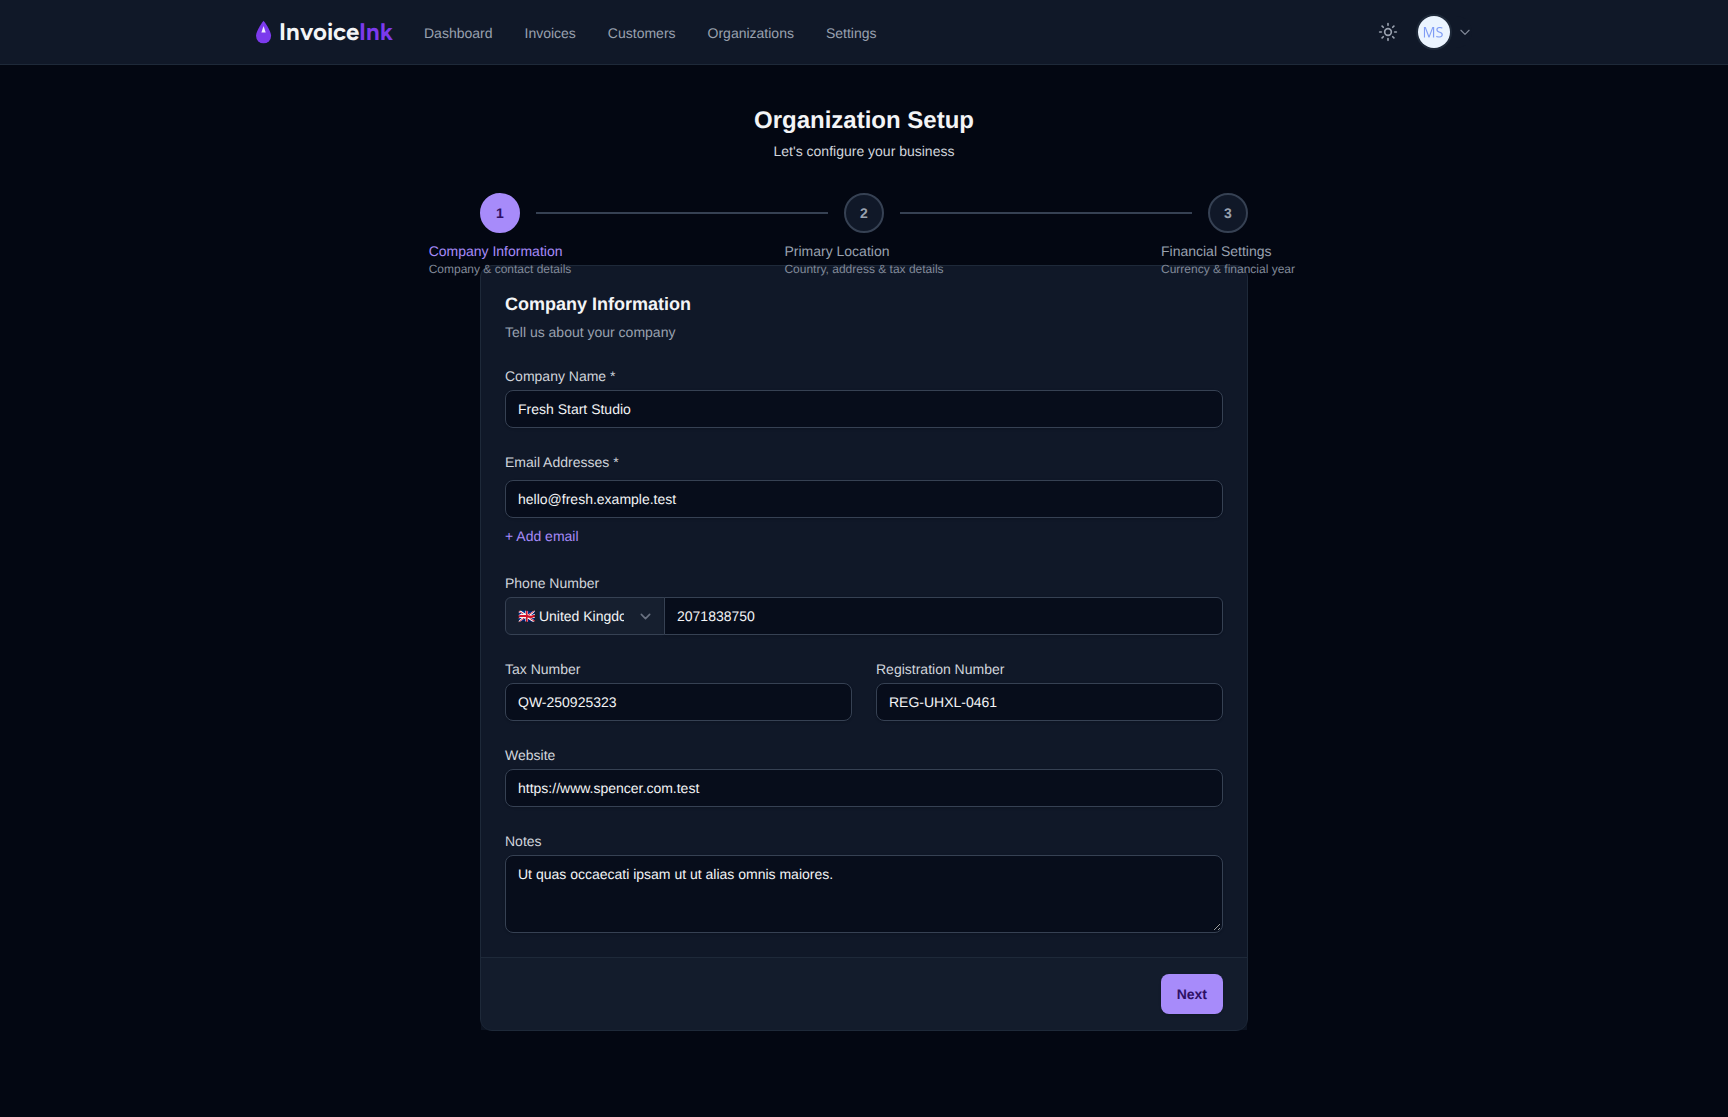 InvoiceInk
Dashboard
Invoices
Customers
Organizations
Settings
MS
Organization Setup
Let's configure your business
1
2
3
Company Information
Company & contact details
Primary Location
Country, address & tax details
Financial Settings
Currency & financial year
Company Information
Tell us about your company
Company Name *
Fresh Start Studio
Email Addresses *
hello@fresh.example.test
+ Add email
Phone Number
🇬🇧 United Kingdo
2071838750
Tax Number
Registration Number
QW-250925323
REG-UHXL-0461
Website
https://www.spencer.com.test
Notes
Ut quas occaecati ipsam ut ut alias omnis maiores.
Next